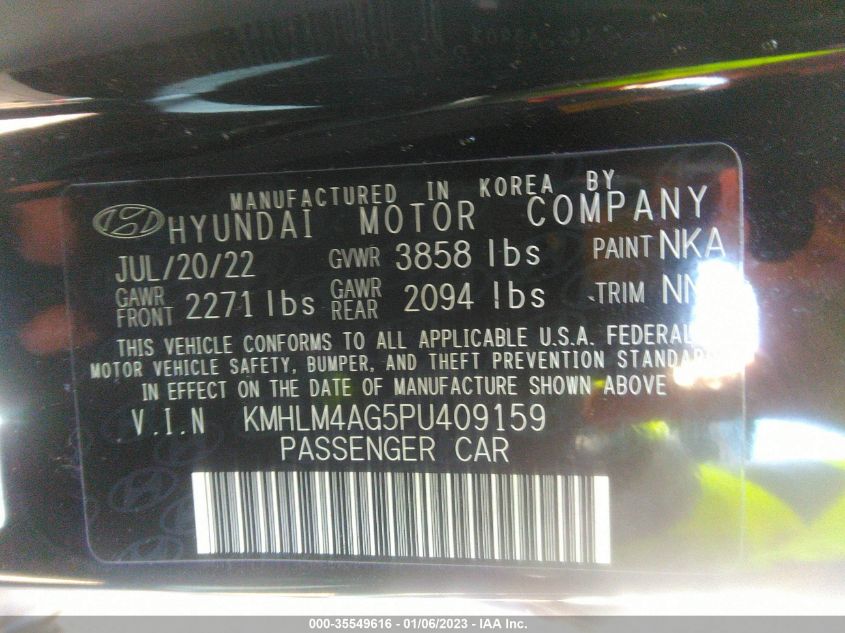 MANUFACTURED IN KOREA BY
HYUNDAI MOTOR COMPANY
JUL/20/22 GVWR 3858 lbs PAINT NKA
GAWR FRONT 2271 lbs GAWR REAR 2094 lbs TRIM
THIS VEHICLE CONFORMS TO ALL APPLICABLE U.S.A. FEDERAL
MOTOR VEHICLE SAFETY, BUMPER, AND THEFT PREVENTION
IN EFFECT ON THE DATE OF MANUFACTURE SHOWN ABOVE
V.I.N KMHLM4AG5PU409159
PASSENGER CAR
000-35549616 - 01/06/2023 - IAA Inc.